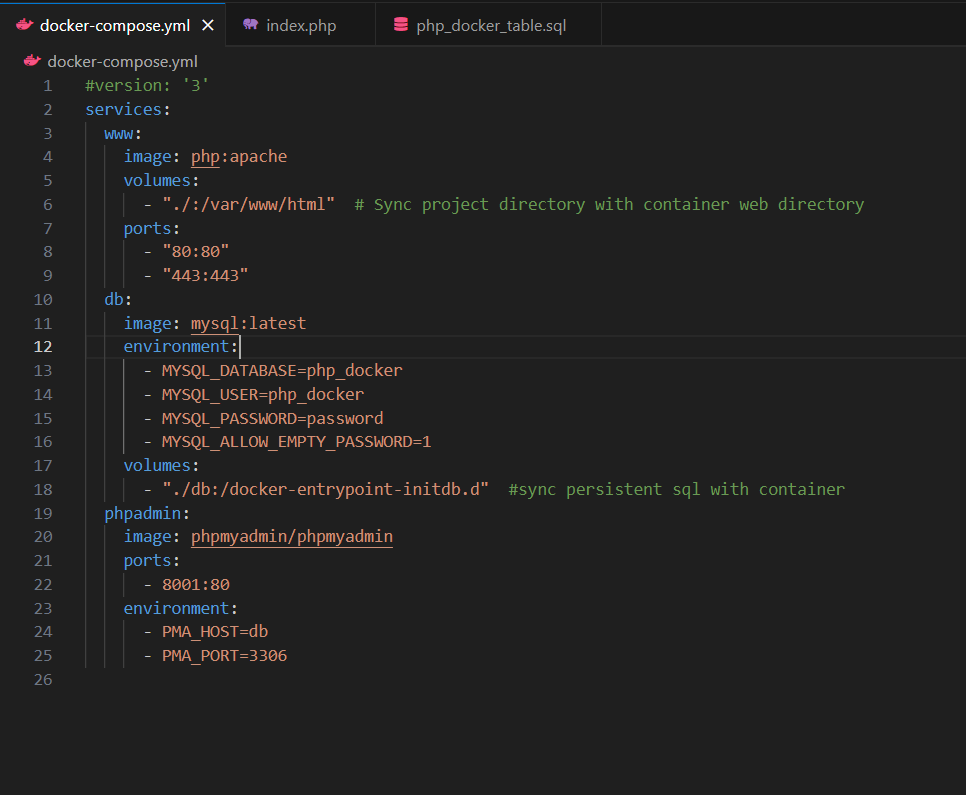 docker-compose.yml × index.php php_docker_table.sql
docker-compose.yml
1 #version: '3'
2 services:
3   www:
4     image: php:apache
5     volumes:
6       - "./:/var/www/html"  # Sync project directory with container web directory
7     ports:
8       - "80:80"
9       - "443:443"
10   db:
11     image: mysql:latest
12     environment:
13       - MYSQL_DATABASE=php_docker
14       - MYSQL_USER=php_docker
15       - MYSQL_PASSWORD=password
16       - MYSQL_ALLOW_EMPTY_PASSWORD=1
17     volumes:
18       - "./db:/docker-entrypoint-initdb.d"  #sync persistent sql with container
19   phpadmin:
20     image: phpmyadmin/phpmyadmin
21     ports:
22       - 8001:80
23     environment:
24       - PMA_HOST=db
25       - PMA_PORT=3306
26